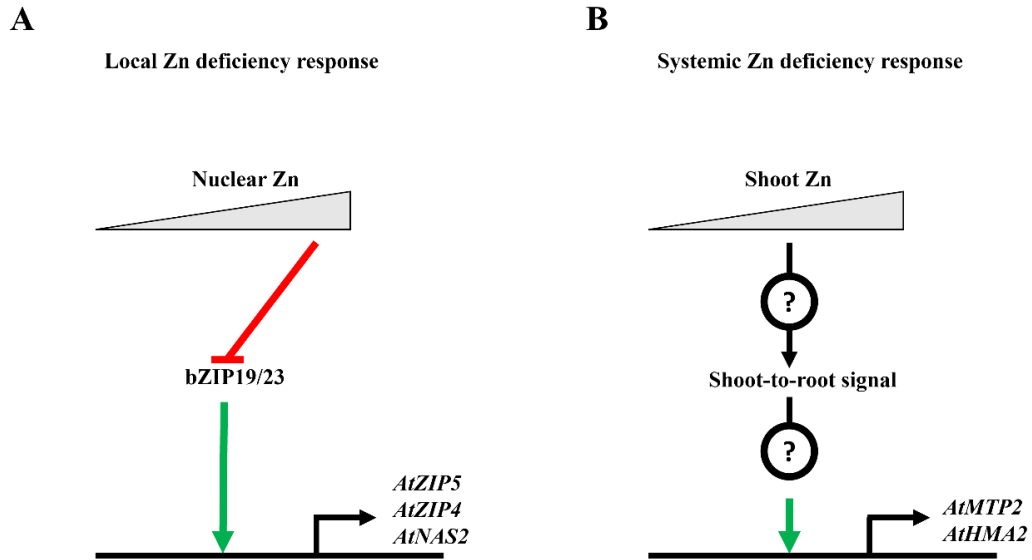 A
Local Zn deficiency response
Nuclear Zn
bZIP19/23
AtZIP5
AtZIP4
AtNAS2
B
Systemic Zn deficiency response
Shoot Zn
?
Shoot-to-root signal
?
AtMTP2
AtHMA2